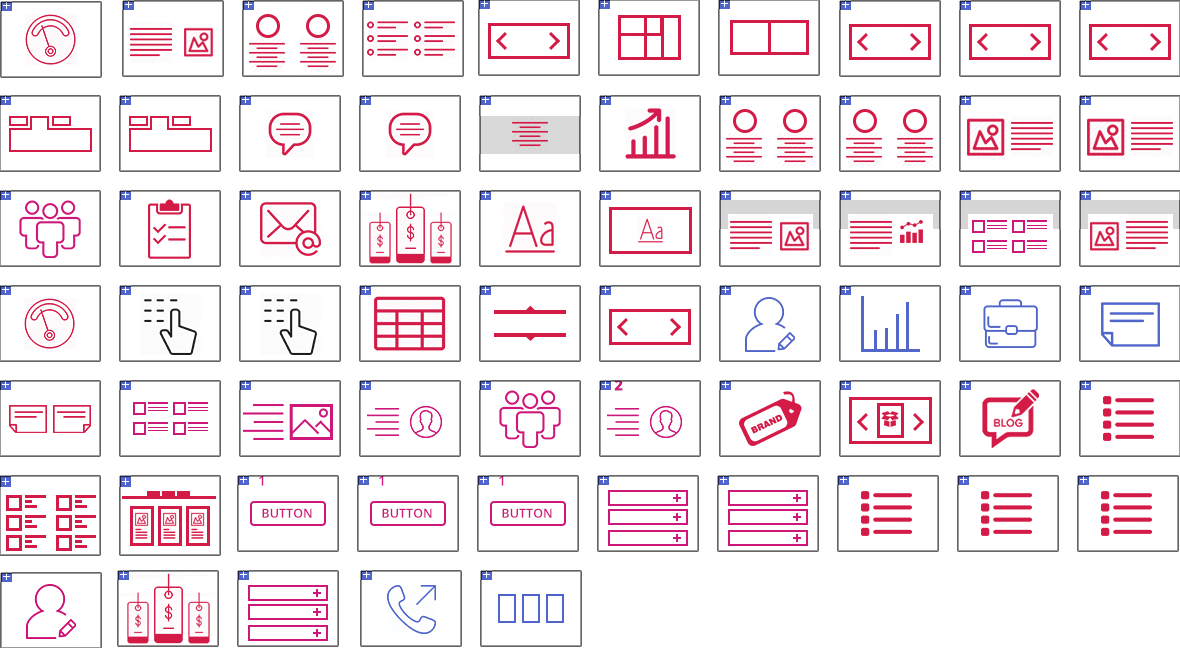 $ $ $ Aa Aa
2
BRAND BLOG
1 1 1
BUTTON BUTTON BUTTON
$ $ $